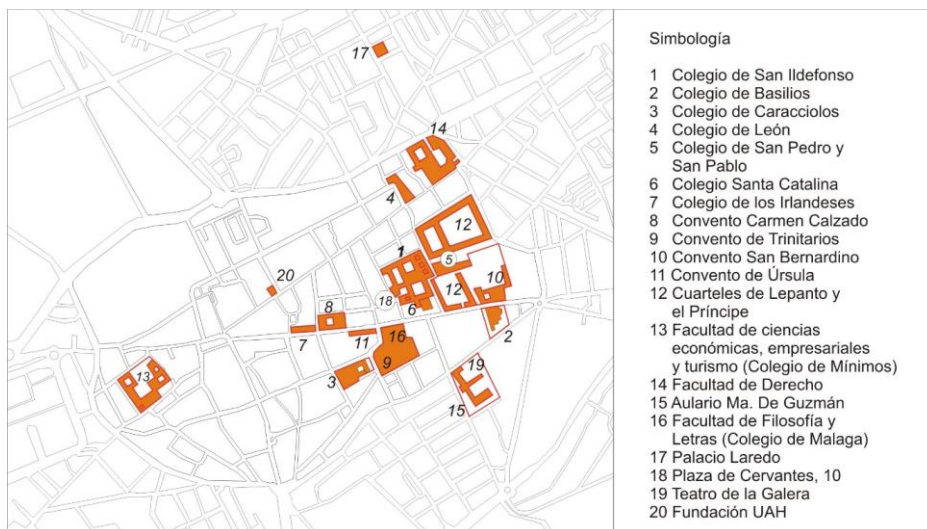 17
14
4
12
1
5
20
18
12
10
8
6
7
11
16
2
13
3
9
19
15
Simbología
1 Colegio de San Ildefonso
2 Colegio de Basilios
3 Colegio de Caracciolos
4 Colegio de León
5 Colegio de San Pedro y
San Pablo
6 Colegio Santa Catalina
7 Colegio de los Irlandeses
8 Convento Carmen Calzado
9 Convento de Trinitarios
10 Convento San Bernardino
11 Convento de Úrsula
12 Cuarteles de Lepanto y
el Príncipe
13 Facultad de ciencias
económicas, empresariales
y turismo (Colegio de Mínimos)
14 Facultad de Derecho
15 Aulario Ma. De Guzmán
16 Facultad de Filosofía y
Letras (Colegio de Malaga)
17 Palacio Laredo
18 Plaza de Cervantes, 10
19 Teatro de la Galera
20 Fundación UAH